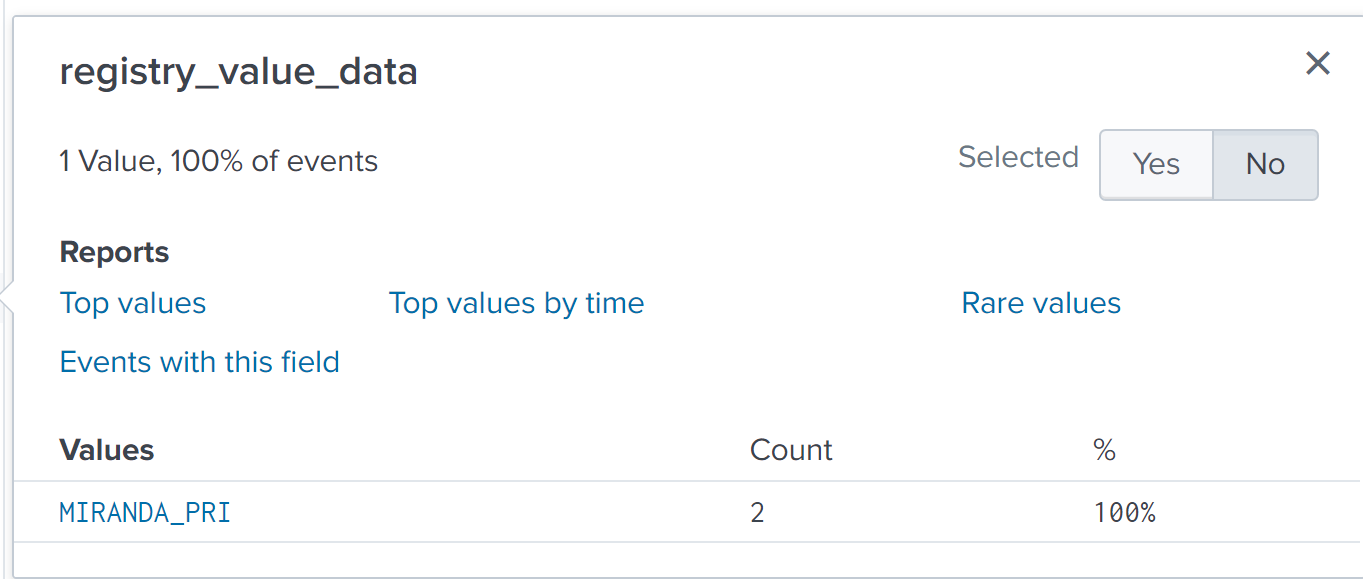 registry_value_data
1 Value, 100% of events
Selected Yes No
Reports
Top values Top values by time Rare values
Events with this field
Values Count %
MIRANDA_PRI 2 100%